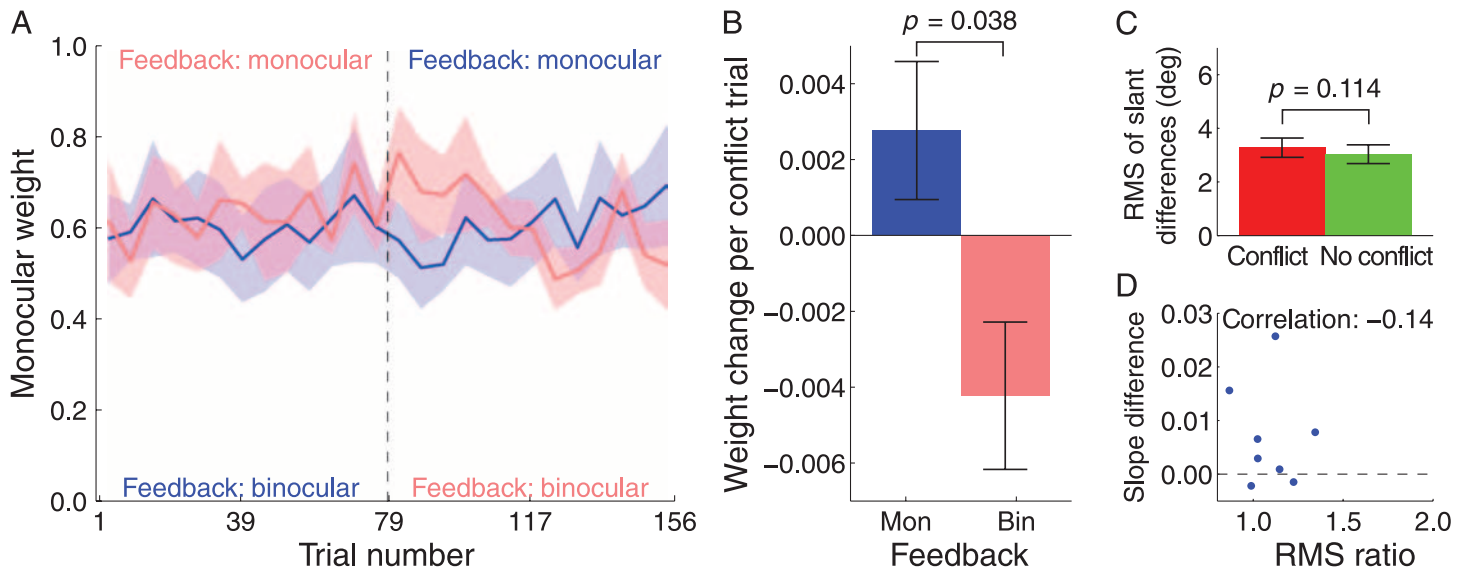 A
Monocular weight
1.0
0.8
0.6
0.4
0.2
0.0
Feedback: monocular
Feedback: monocular
Feedback; binocular
Feedback; binocular
1
39
79
117
156
Trial number
B
p = 0.038
Weight change per conflict trial
0.004
0.002
0.000
−0.002
−0.004
−0.006
Mon
Bin
Feedback
C
RMS of slant
differences (deg)
6
4
2
0
p = 0.114
Conflict
No conflict
D
Slope difference
0.03
0.02
0.01
0.00
Correlation: −0.14
1.0
1.5
2.0
RMS ratio